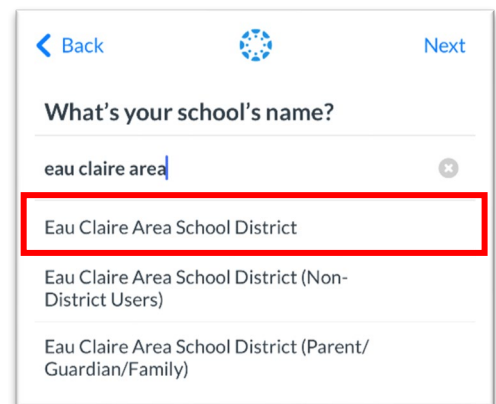 Back
Next
What's your school's name?
eau claire area
Eau Claire Area School District
Eau Claire Area School District (Non-
District Users)
Eau Claire Area School District (Parent/
Guardian/Family)